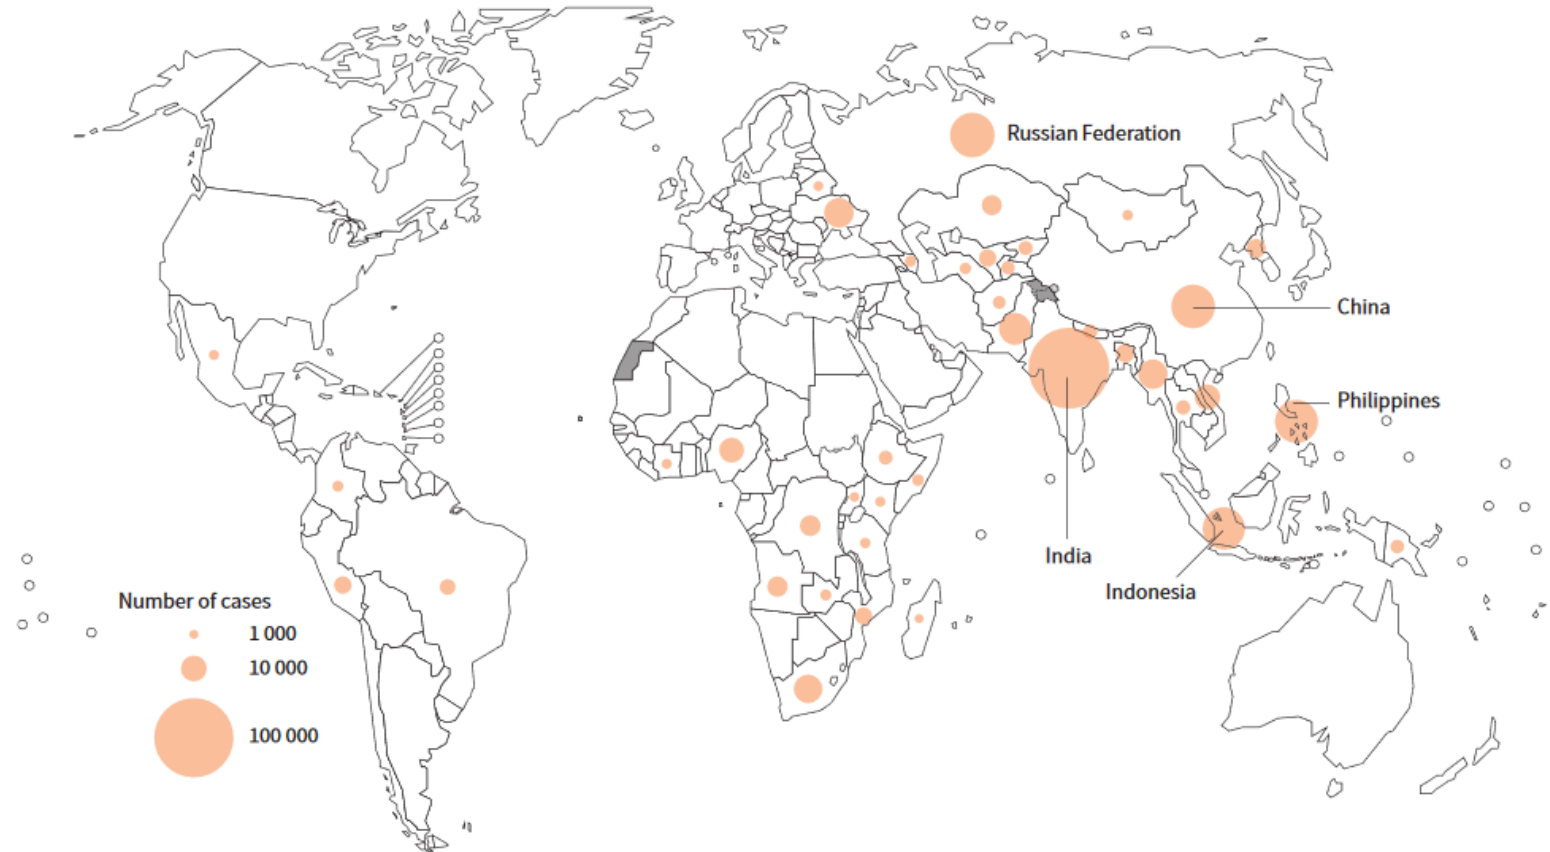 Russian Federation
China
Philippines
India
Indonesia
Number of cases
1 000
10 000
100 000